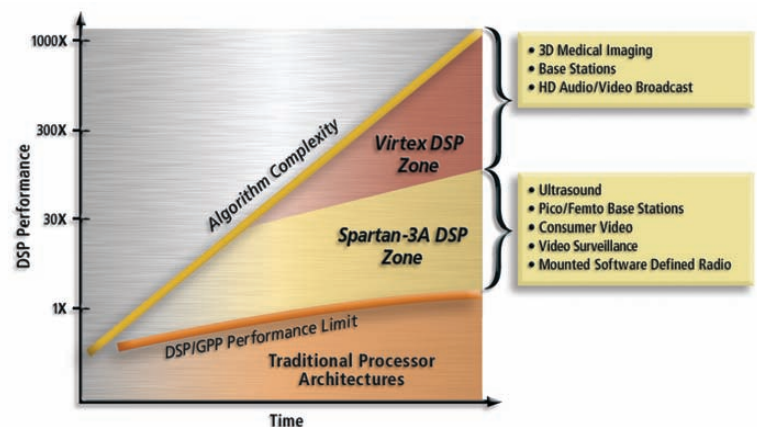 1000X
300X
30X
1X
DSP Performance
Time
Algorithm Complexity
Virtex DSP
Zone
Spartan-3A DSP
Zone
DSP/GPP Performance Limit
Traditional Processor
Architectures
• 3D Medical Imaging
• Base Stations
• HD Audio/Video Broadcast
• Ultrasound
• Pico/Femto Base Stations
• Consumer Video
• Video Surveillance
• Mounted Software Defined Radio